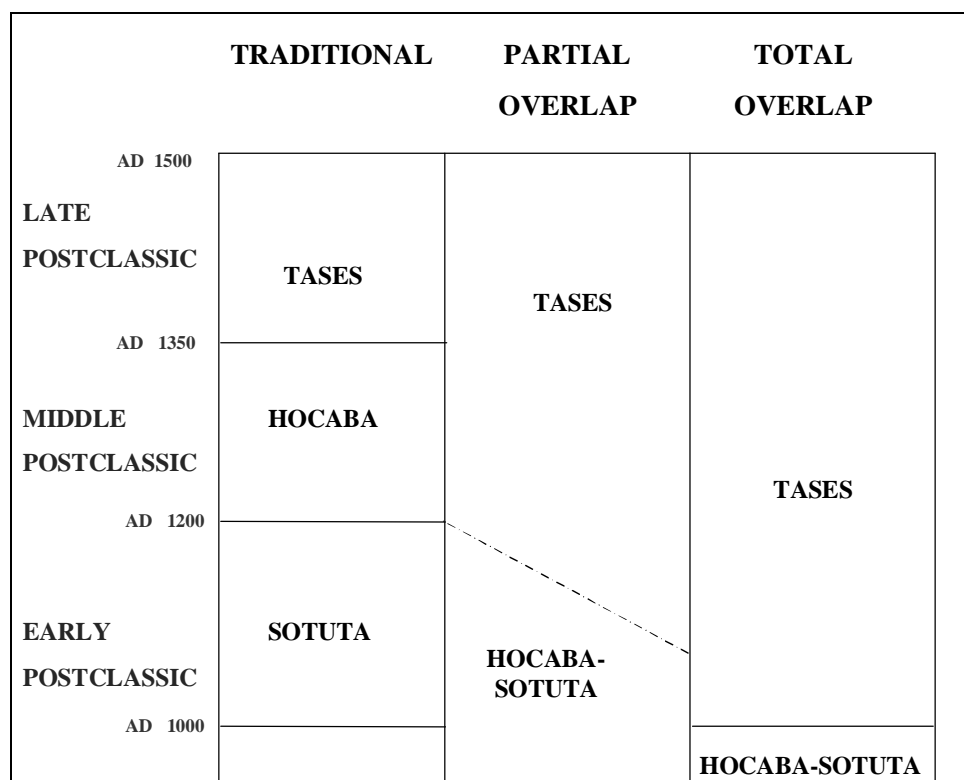 TRADITIONAL PARTIAL OVERLAP TOTAL OVERLAP
AD 1500
LATE POSTCLASSIC
TASES
TASES
AD 1350
MIDDLE POSTCLASSIC
HOCABA
TASES
AD 1200
EARLY POSTCLASSIC
SOTUTA
HOCABA-
SOTUTA
AD 1000
HOCABA-SOTUTA